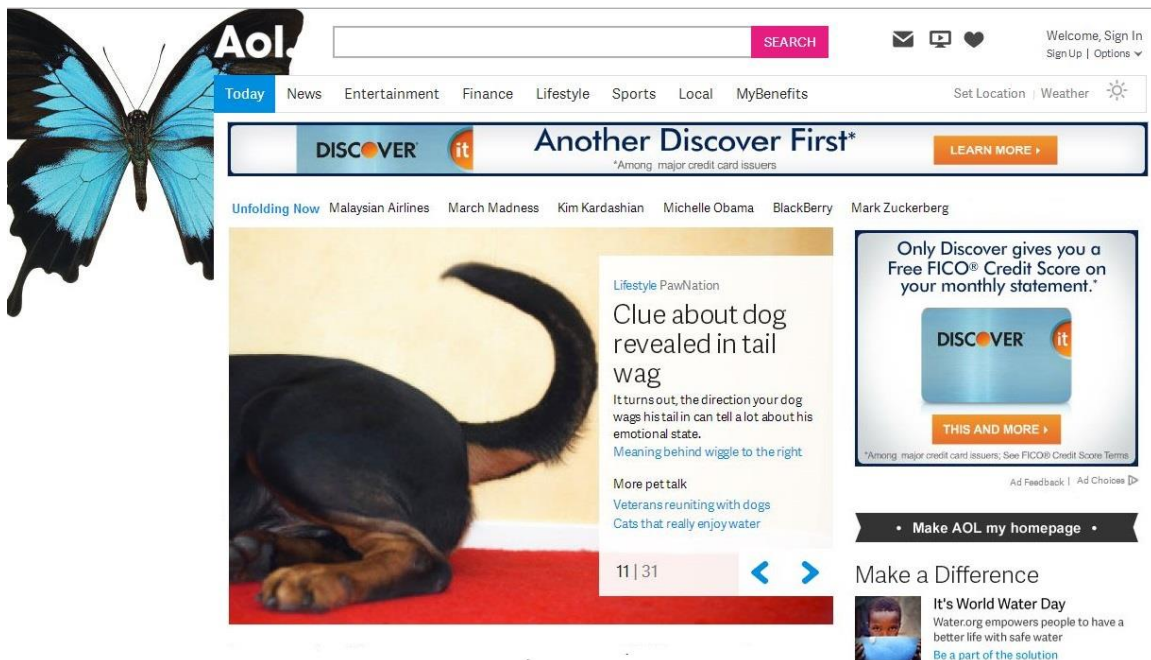 Aol.
SEARCH
Welcome, Sign In
Sign Up | Options
Today News Entertainment Finance Lifestyle Sports Local MyBenefits
Set Location | Weather
DISCOVER it
Another Discover First*
*Among major credit card issuers
LEARN MORE
Unfolding Now Malaysian Airlines March Madness Kim Kardashian Michelle Obama BlackBerry Mark Zuckerberg
Lifestyle PawNation
Clue about dog
revealed in tail
wag
It turns out, the direction your dog
wags his tail in can tell a lot about his
emotional state.
Meaning behind wiggle to the right
More pet talk
Veterans reuniting with dogs
Cats that really enjoy water
11 | 31
Only Discover gives you a
Free FICO® Credit Score on
your monthly statement.*
DISCOVER it
THIS AND MORE
*Among major credit card issuers; See FICO® Credit Score Terms
Ad Feedback | Ad Choices
• Make AOL my homepage •
Make a Difference
It's World Water Day
Water.org empowers people to have a
better life with safe water
Be a part of the solution